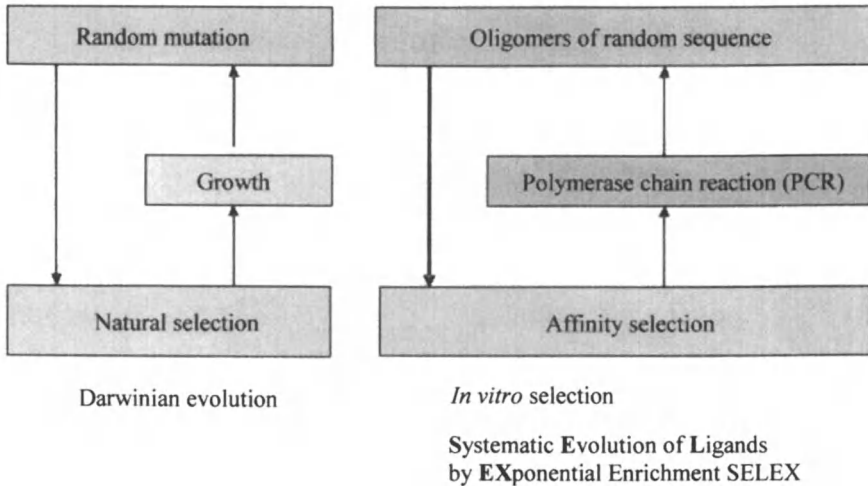 Random mutation
Growth
Natural selection
Darwinian evolution
Oligomers of random sequence
Polymerase chain reaction (PCR)
Affinity selection
In vitro selection
Systematic Evolution of Ligands
by EXponential Enrichment SELEX